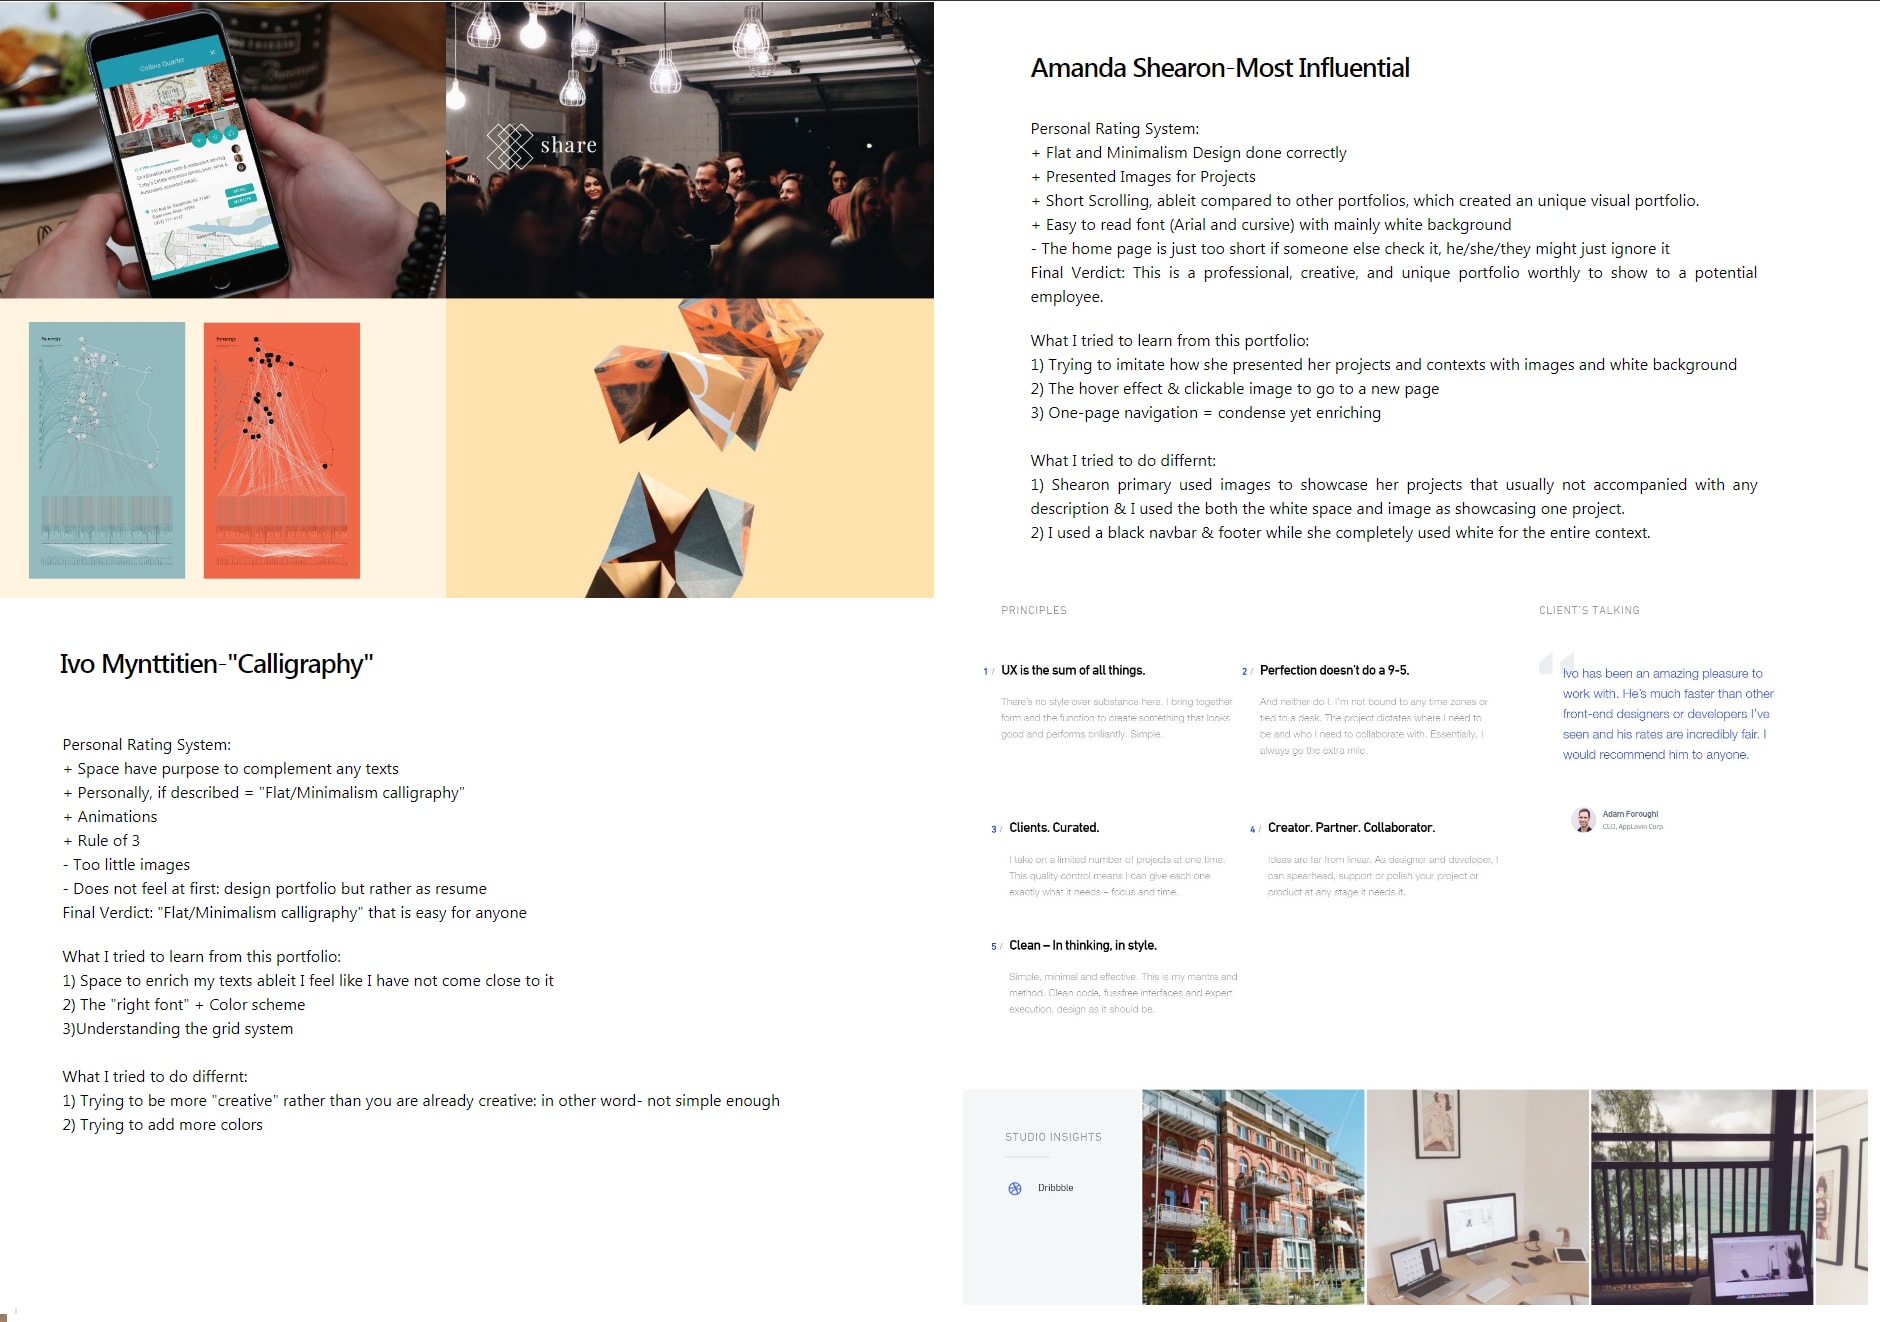 Collins Quarter
share
Synergy
Synergy
Amanda Shearon-Most Influential
Personal Rating System:
+ Flat and Minimalism Design done correctly
+ Presented Images for Projects
+ Short Scrolling, ableit compared to other portfolios, which created an unique visual portfolio.
+ Easy to read font (Arial and cursive) with mainly white background
- The home page is just too short if someone else check it, he/she/they might just ignore it
Final Verdict: This is a professional, creative, and unique portfolio worthly to show to a potential
employee.
What I tried to learn from this portfolio:
1) Trying to imitate how she presented her projects and contexts with images and white background
2) The hover effect & clickable image to go to a new page
3) One-page navigation = condense yet enriching
What I tried to do differnt:
1) Shearon primary used images to showcase her projects that usually not accompanied with any
description & I used the both the white space and image as showcasing one project.
2) I used a black navbar & footer while she completely used white for the entire context.
Ivo Mynttitien-"Calligraphy"
Personal Rating System:
+ Space have purpose to complement any texts
+ Personally, if described = "Flat/Minimalism calligraphy"
+ Animations
+ Rule of 3
- Too little images
- Does not feel at first: design portfolio but rather as resume
Final Verdict: "Flat/Minimalism calligraphy" that is easy for anyone
What I tried to learn from this portfolio:
1) Space to enrich my texts ableit I feel like I have not come close to it
2) The "right font" + Color scheme
3)Understanding the grid system
What I tried to do differnt:
1) Trying to be more "creative" rather than you are already creative: in other word- not simple enough
2) Trying to add more colors
PRINCIPLES
1 / UX is the sum of all things.
There's no style over substance here. I bring together
form and the function to create something that looks
good and performs brilliantly. Simple.
2 / Perfection doesn't do a 9-5.
And neither do I. I'm not bound to any time zones or
tied to a desk. The project dictates where I need to
be and who I need to collaborate with. Essentially, I
always go the extra mile.
3 / Clients. Curated.
I take on a limited number of projects at one time.
This quality control means I can give each one
exactly what it needs – focus and time.
4 / Creator. Partner. Collaborator.
Ideas are far from linear. As designer and developer, I
can spearhead, support or polish your project or
product at any stage it needs it.
5 / Clean – In thinking, in style.
Simple, minimal and effective. This is my mantra and
method. Clean code, fussfree interfaces and expert
execution, design as it should be.
CLIENT'S TALKING
Ivo has been an amazing pleasure to
work with. He's much faster than other
front-end designers or developers I've
seen and his rates are incredibly fair. I
would recommend him to anyone.
Adam Foroughi
CEO, AppLovin Corp.
STUDIO INSIGHTS
Dribbble